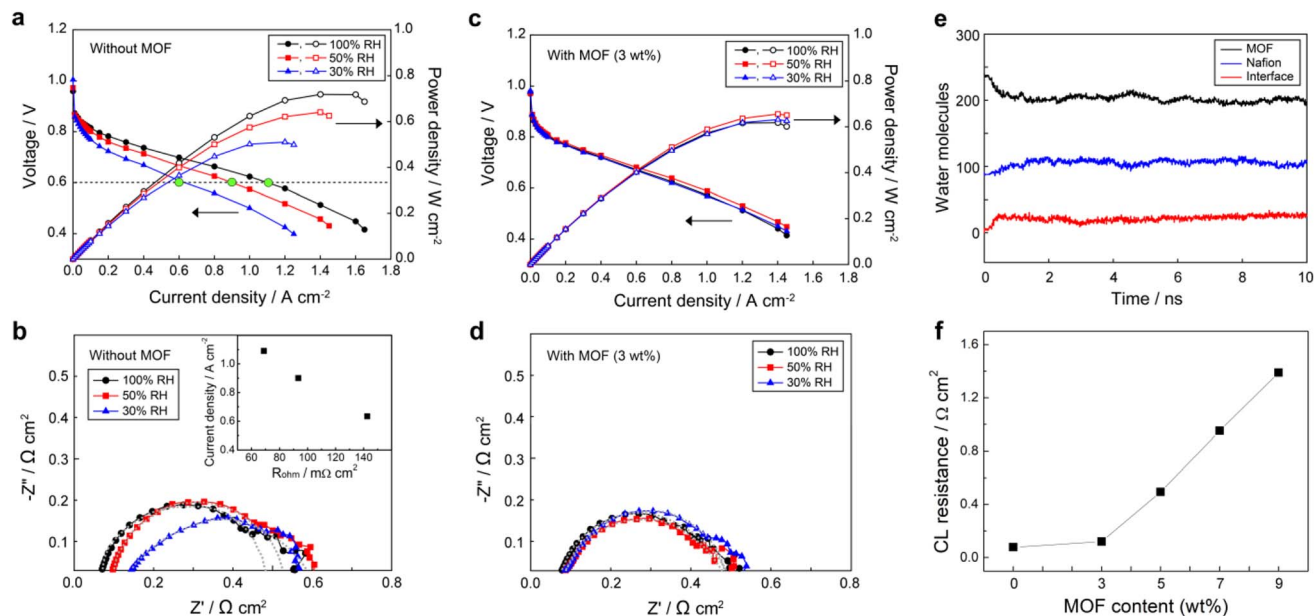 a
Without MOF
100% RH
50% RH
30% RH
1.2
1.0
0.8
0.6
0.4
Voltage / V
1.0
0.8
0.6
0.4
0.2
0.0
Power density / W cm-2
0.0 0.2 0.4 0.6 0.8 1.0 1.2 1.4 1.6 1.8
Current density / A cm-2
c
With MOF (3 wt%)
100% RH
50% RH
30% RH
1.2
1.0
0.8
0.6
0.4
Voltage / V
1.0
0.8
0.6
0.4
0.2
0.0
Power density / W cm-2
0.0 0.2 0.4 0.6 0.8 1.0 1.2 1.4 1.6 1.8
Current density / A cm-2
e
MOF
Nafion
Interface
300
200
100
0
Water molecules
0 2 4 6 8 10
Time / ns
b
Without MOF
100% RH
50% RH
30% RH
0.5
0.4
0.3
0.2
0.1
0.0
-Z" / Ω cm2
0.0 0.2 0.4 0.6 0.8 1.0
Z' / Ω cm2
1.0
0.8
0.6
0.4
Current density / A cm-2
60 80 100 120 140
Rohm / mΩ cm2
d
With MOF (3 wt%)
100% RH
50% RH
30% RH
0.5
0.4
0.3
0.2
0.1
0.0
-Z" / Ω cm2
0.0 0.2 0.4 0.6 0.8 1.0
Z' / Ω cm2
f
1.6
1.2
0.8
0.4
0.0
CL resistance / Ω cm2
0 3 5 7 9
MOF content (wt%)